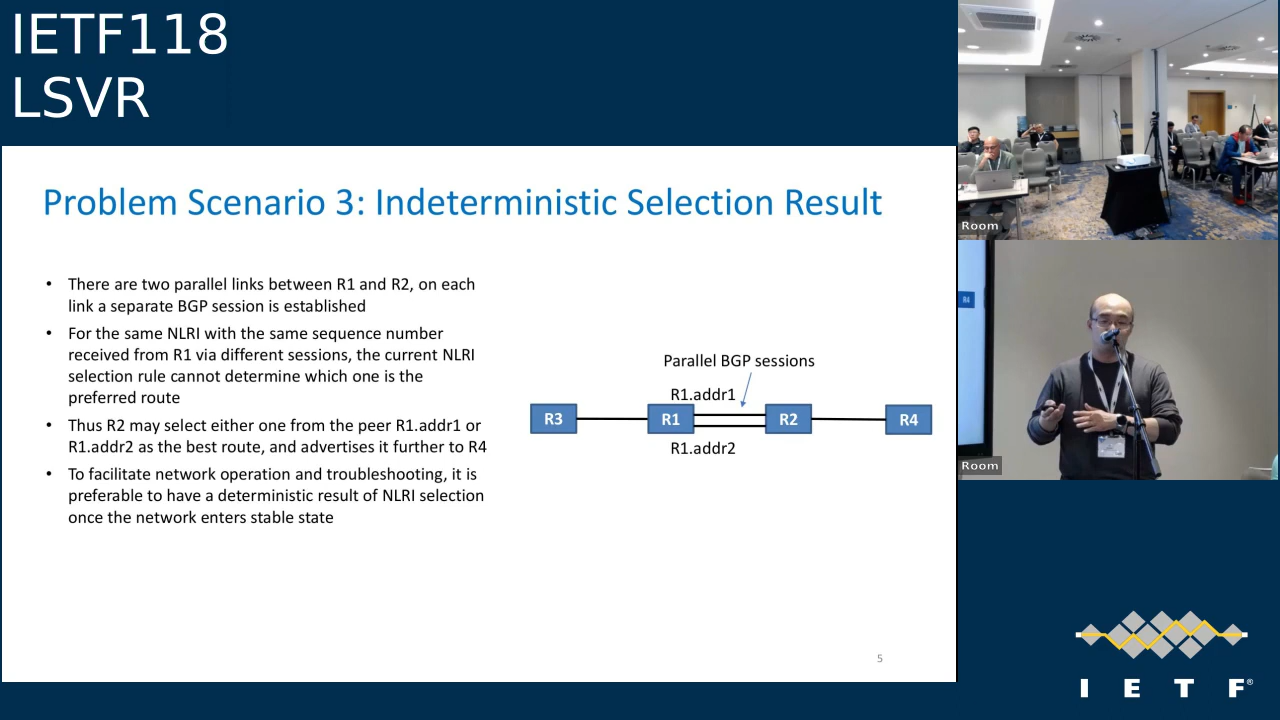 IETF118
LSVR
Problem Scenario 3: Indeterministic Selection Result
• There are two parallel links between R1 and R2, on each
link a separate BGP session is established
• For the same NLRI with the same sequence number
received from R1 via different sessions, the current NLRI
selection rule cannot determine which one is the
preferred route
• Thus R2 may select either one from the peer R1.addr1 or
R1.addr2 as the best route, and advertises it further to R4
• To facilitate network operation and troubleshooting, it is
preferable to have a deterministic result of NLRI selection
once the network enters stable state
Parallel BGP sessions
R1.addr1
R3
R1
R2
R4
R1.addr2
5
Room
R4
Room
I E T F®